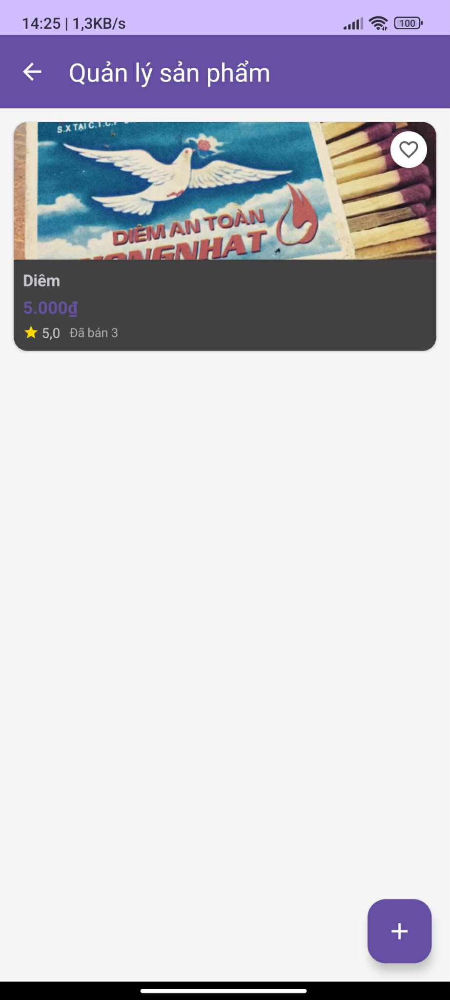 14:25 | 1,3KB/s
100
Quản lý sản phẩm
S.X TẠI C.T.C.P
DIÊM AN TOÀN
Diêm
5.000₫
5,0 Đã bán 3